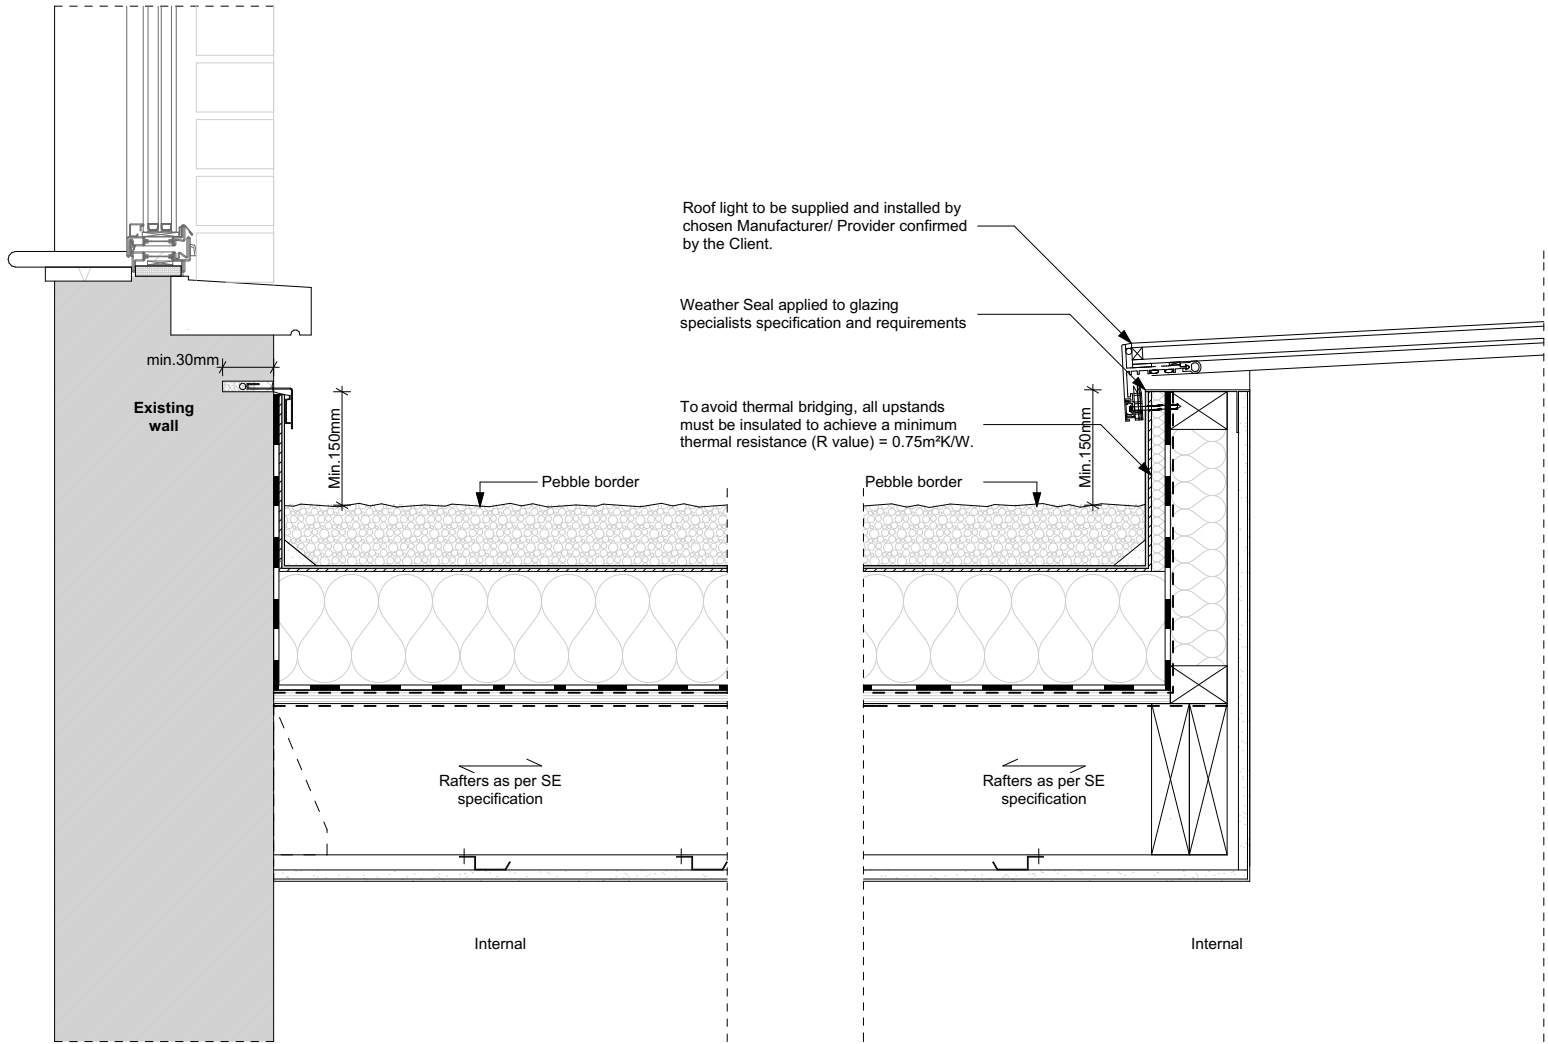 Roof light to be supplied and installed by
chosen Manufacturer/ Provider confirmed
by the Client.
Weather Seal applied to glazing
specialists specification and requirements
min.30mm
Existing
wall
Min.150mm
To avoid thermal bridging, all upstands
must be insulated to achieve a minimum
thermal resistance (R value) = 0.75m²K/W.
Min.150mm
Pebble border
Pebble border
Rafters as per SE
specification
Rafters as per SE
specification
Internal
Internal